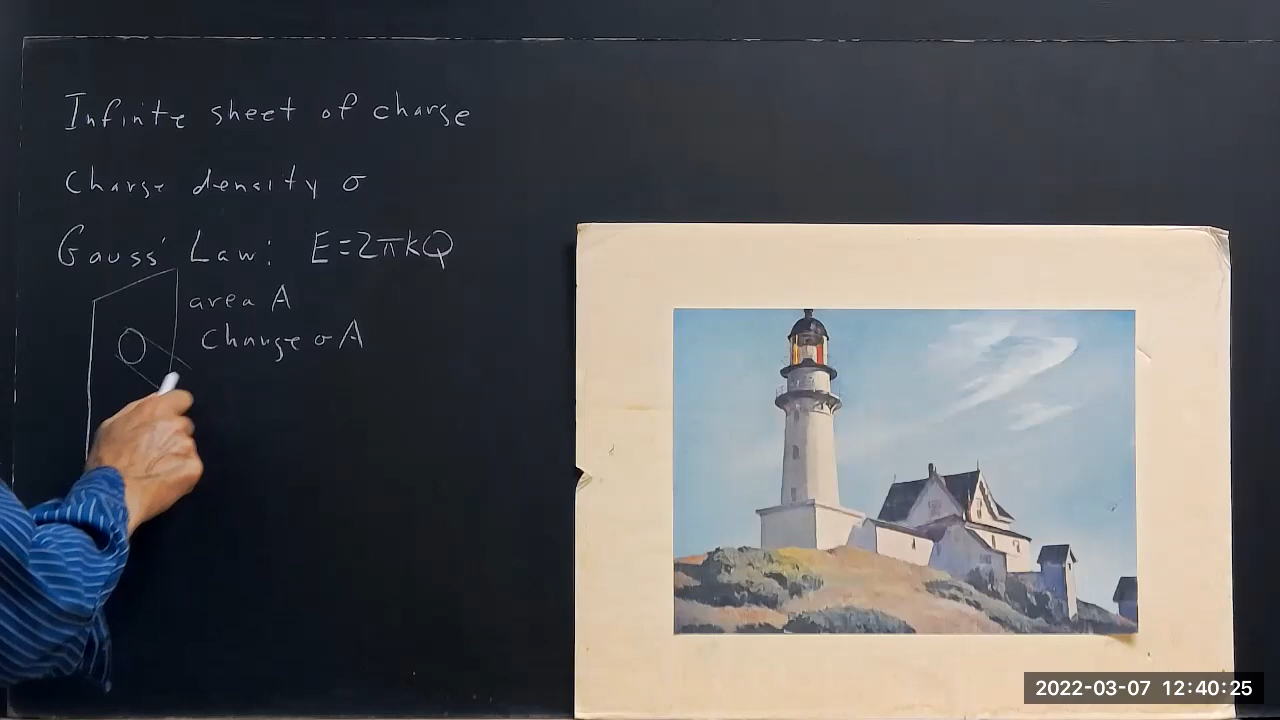 Infinite sheet of charge
Charge density σ
Gauss' Law: E=2πkQ
area A
Charge σA
2022-03-07 12:40:25